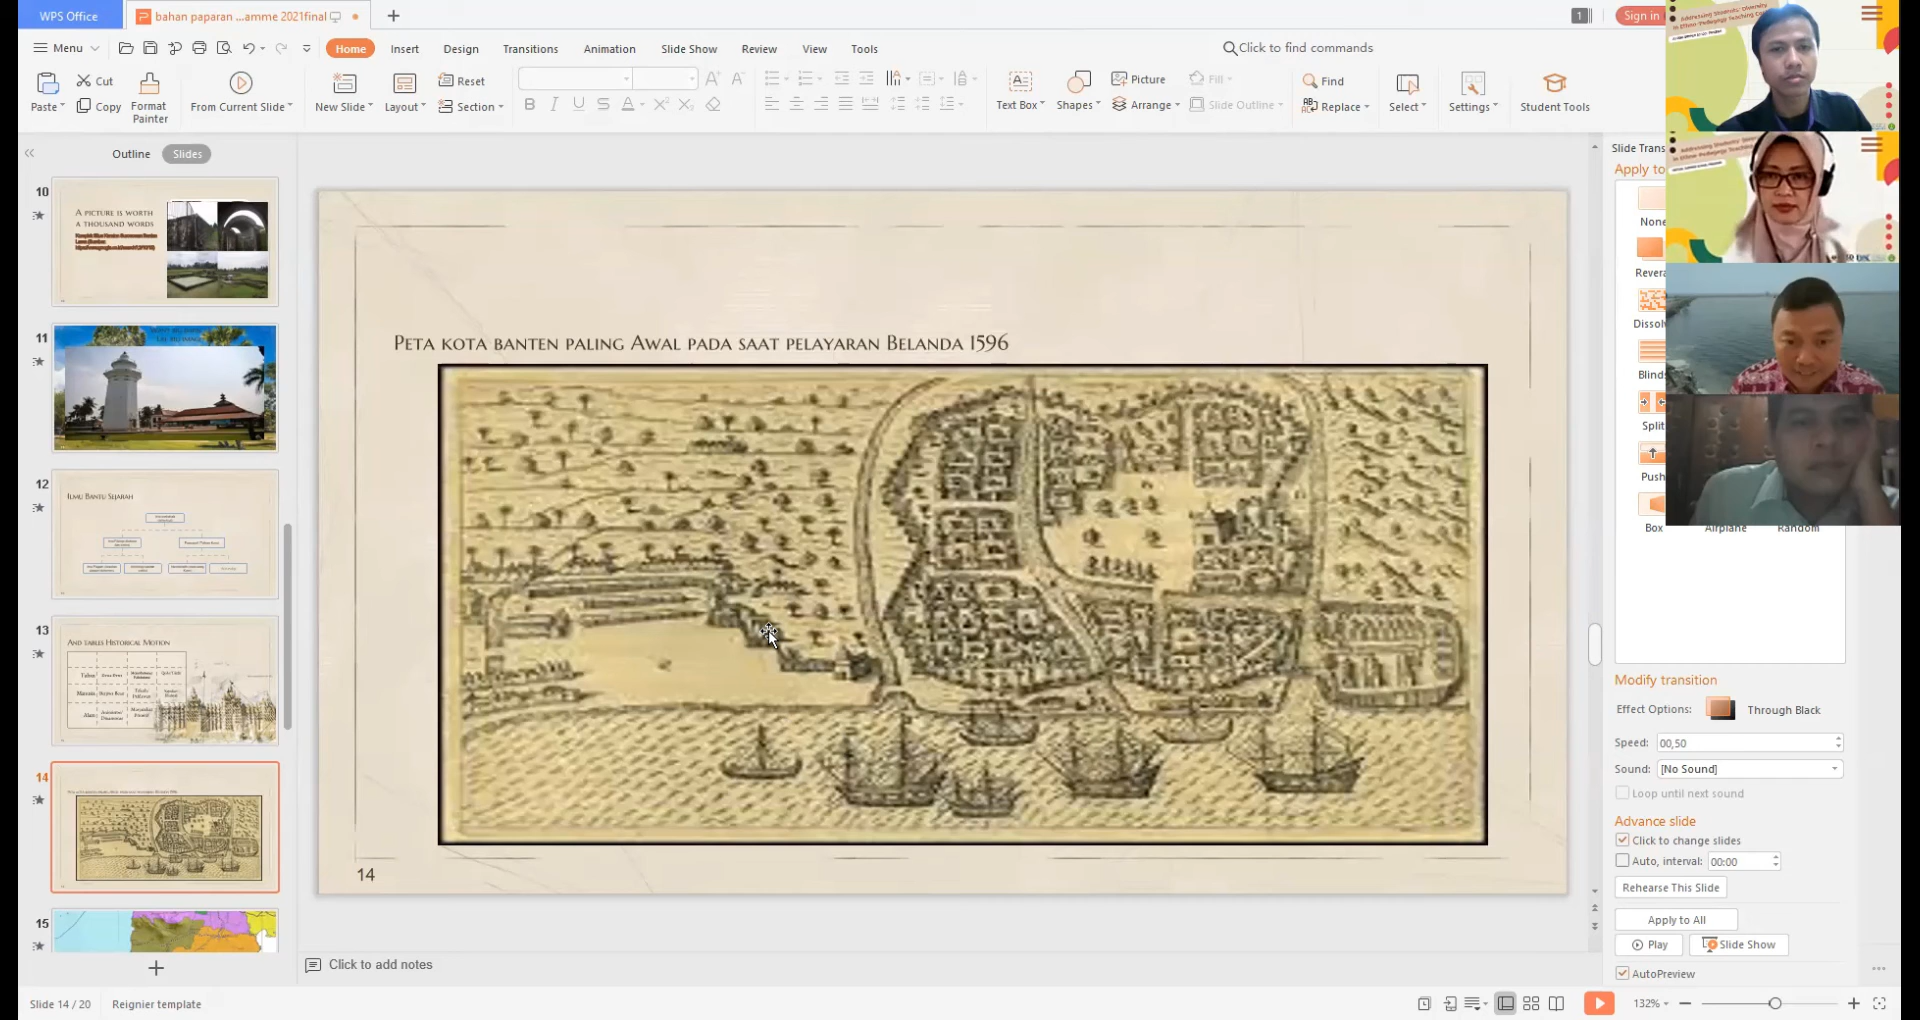 WPS Office
bahan paparan ...amme 2021final
1
Sign in
Menu
Home
Insert
Design
Transitions
Animation
Slide Show
Review
View
Tools
Click to find commands
Paste
Cut
Copy
Format
Painter
From Current Slide
New Slide
Layout
Reset
Section
B I U S A
Text Box
Shapes
Picture
Arrange
Fill
Slide Outline
Find
Replace
Select
Settings
Student Tools
Outline
Slides
10
A PICTURE IS WORTH
A THOUSAND WORDS
11
12
ILMU BANTU SEJARAH
13
AND TABLES HISTORICAL MOTION
14
15
PETA KOTA BANTEN PALING AWAL PADA SAAT PELAYARAN BELANDA 1596
14
Click to add notes
Slide Tran
Apply to
None
Dissol
Blinds
Split
Push
Box
Airplane
Random
Modify transition
Effect Options:
Through Black
Speed:
00,50
Sound:
[No Sound]
Loop until next sound
Advance slide
Click to change slides
Auto, interval:
00:00
Rehearse This Slide
Apply to All
Play
Slide Show
AutoPreview
Slide 14 / 20
Reignier template
132%